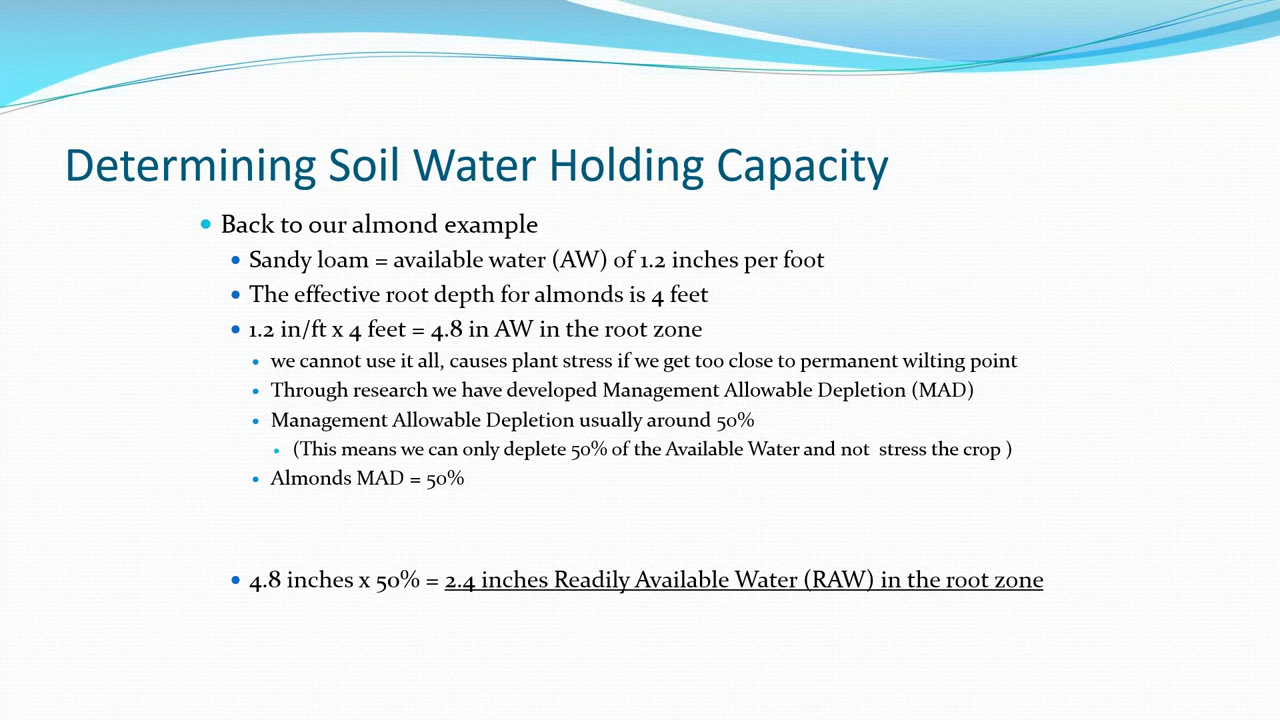 Determining Soil Water Holding Capacity
Back to our almond example
Sandy loam = available water (AW) of 1.2 inches per foot
The effective root depth for almonds is 4 feet
1.2 in/ft x 4 feet = 4.8 in AW in the root zone
we cannot use it all, causes plant stress if we get too close to permanent wilting point
Through research we have developed Management Allowable Depletion (MAD)
Management Allowable Depletion usually around 50%
(This means we can only deplete 50% of the Available Water and not  stress the crop )
Almonds MAD = 50%
4.8 inches x 50% = 2.4 inches Readily Available Water (RAW) in the root zone